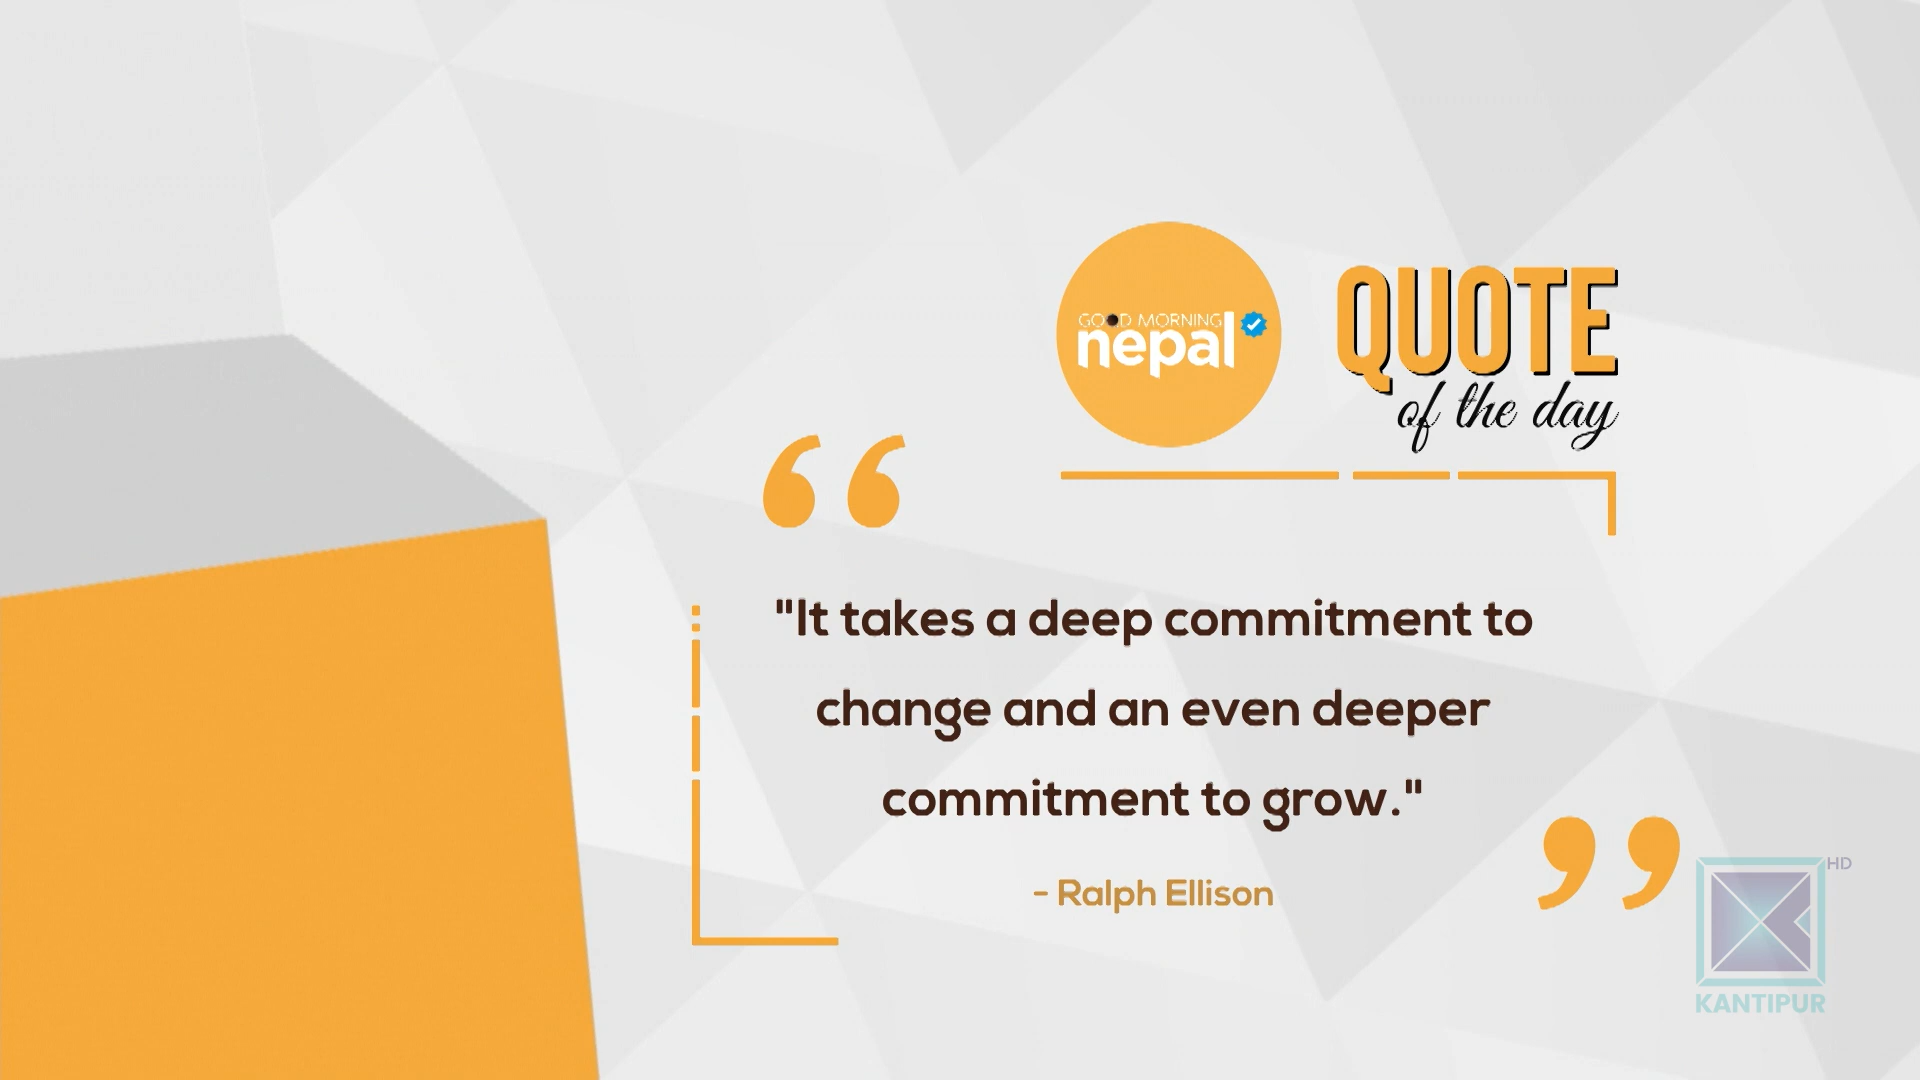 GOOD MORNING
nepal
QUOTE
of the day
"It takes a deep commitment to
change and an even deeper
commitment to grow."
- Ralph Ellison
HD
KANTIPUR